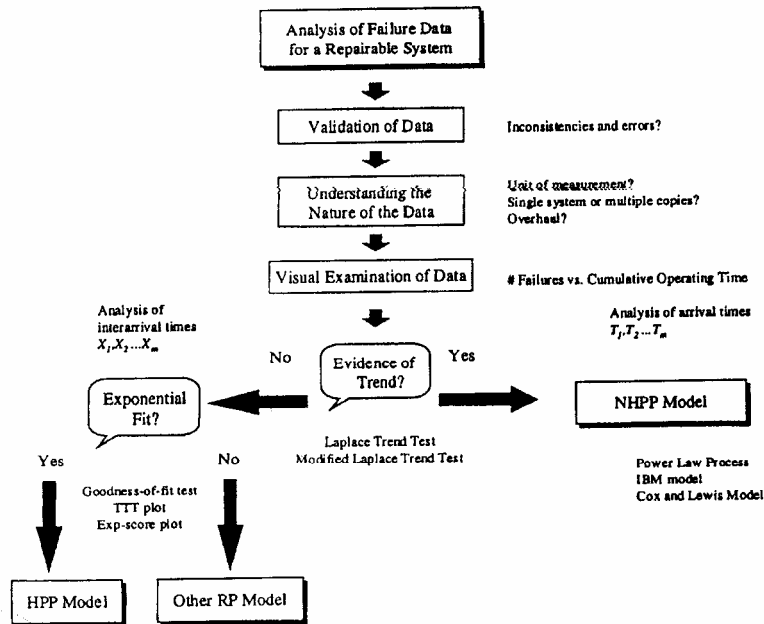 Analysis of Failure Data
for a Repairable System
Validation of Data
Inconsistencies and errors?
Understanding the
Nature of the Data
Unit of measurement?
Single system or multiple copies?
Overhaul?
Visual Examination of Data
# Failures vs. Cumulative Operating Time
Analysis of
interarrival times
X1,X2...Xm
Analysis of arrival times
T1,T2...Tm
No
Evidence of
Trend?
Yes
Exponential
Fit?
NHPP Model
Laplace Trend Test
Modified Laplace Trend Test
Yes
No
Power Law Process
IBM model
Cox and Lewis Model
Goodness-of-fit test
TTT plot
Exp-score plot
HPP Model
Other RP Model